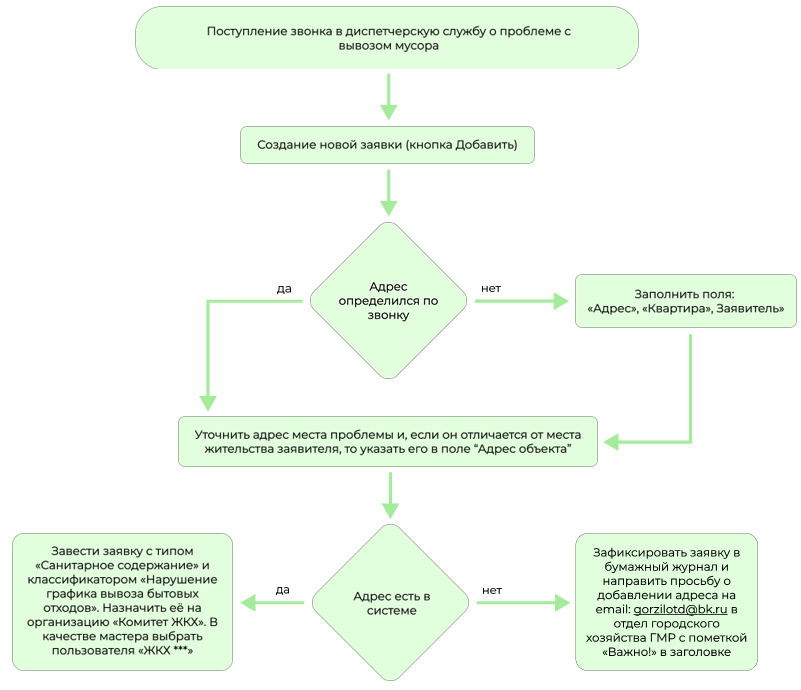 Поступление звонка в диспетчерскую службу о проблеме с
вывозом мусора
Создание новой заявки (кнопка Добавить)
Адрес
определился по
звонку
да
нет
Заполнить поля:
«Адрес», «Квартира», Заявитель»
Уточнить адрес места проблемы и, если он отличается от места
жительства заявителя, то указать его в поле “Адрес объекта”
Адрес есть в
системе
да
нет
Завести заявку с типом
«Санитарное содержание» и
классификатором «Нарушение
графика вывоза бытовых
отходов». Назначить её на
организацию «Комитет ЖКХ». В
качестве мастера выбрать
пользователя «ЖКХ ***»
Зафиксировать заявку в
бумажный журнал и
направить просьбу о
добавлении адреса на
email: gorzilotd@bk.ru в
отдел городского
хозяйства ГМР с пометкой
«Важно!» в заголовке